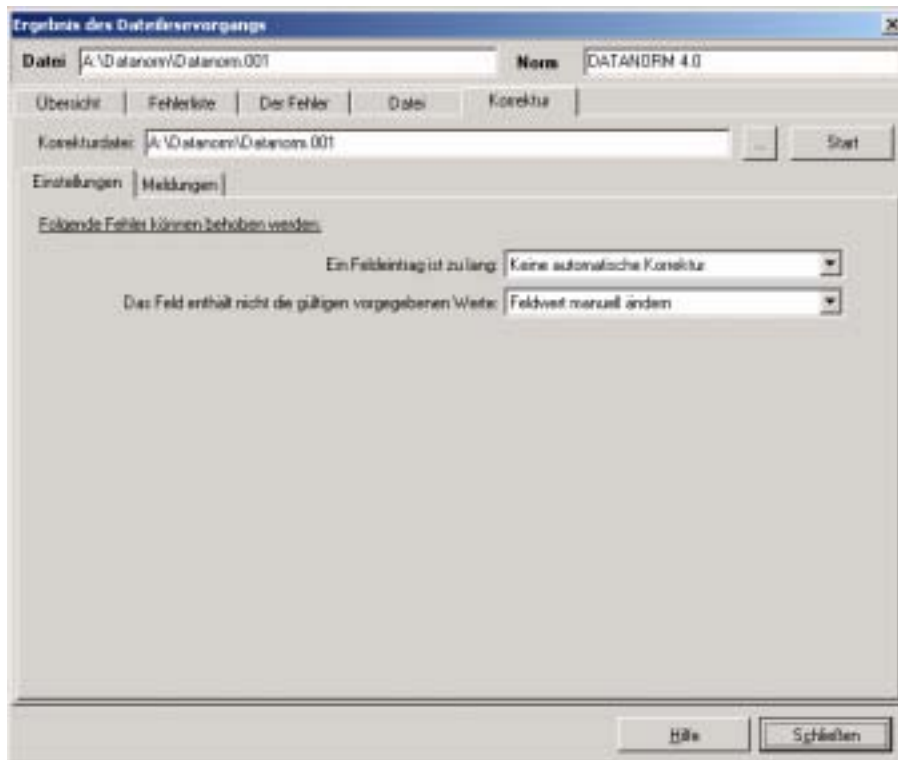 Ergebnis des Dateilesevorgangs
Datei A:\Datanorm\Datanorm.001 Norm DATANORM 4.0
Übersicht Fehlerliste Der Fehler Datei Korrektur
Korrekturdatei: A:\Datanorm\Datanorm.001 ... Start
Einstellungen Meldungen
Folgende Fehler können behoben werden:
Ein Feldeintrag ist zu lang: Keine automatische Korrektur
Das Feld enthält nicht die gültigen vorgegebenen Werte: Feldwert manuell ändern
Hilfe Schließen